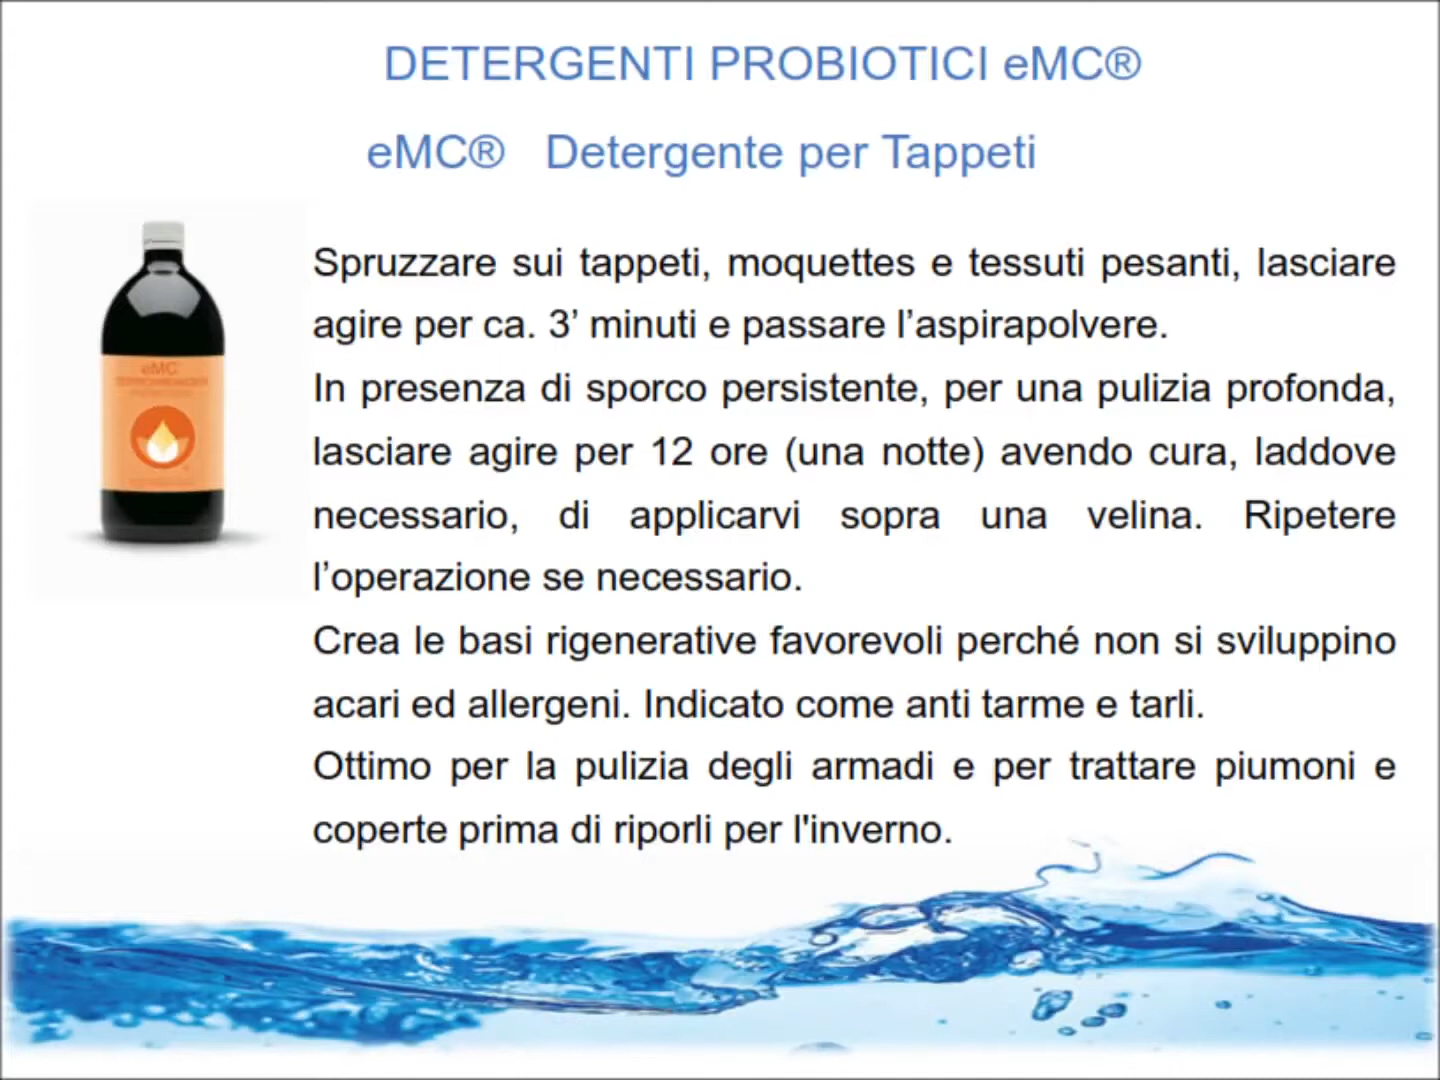 DETERGENTI PROBIOTICI eMC®
eMC® Detergente per Tappeti
Spruzzare sui tappeti, moquettes e tessuti pesanti, lasciare
agire per ca. 3’ minuti e passare l’aspirapolvere.
In presenza di sporco persistente, per una pulizia profonda,
lasciare agire per 12 ore (una notte) avendo cura, laddove
necessario, di applicarvi sopra una velina. Ripetere
l’operazione se necessario.
Crea le basi rigenerative favorevoli perché non si sviluppino
acari ed allergeni. Indicato come anti tarme e tarli.
Ottimo per la pulizia degli armadi e per trattare piumoni e
coperte prima di riporli per l'inverno.
eMC